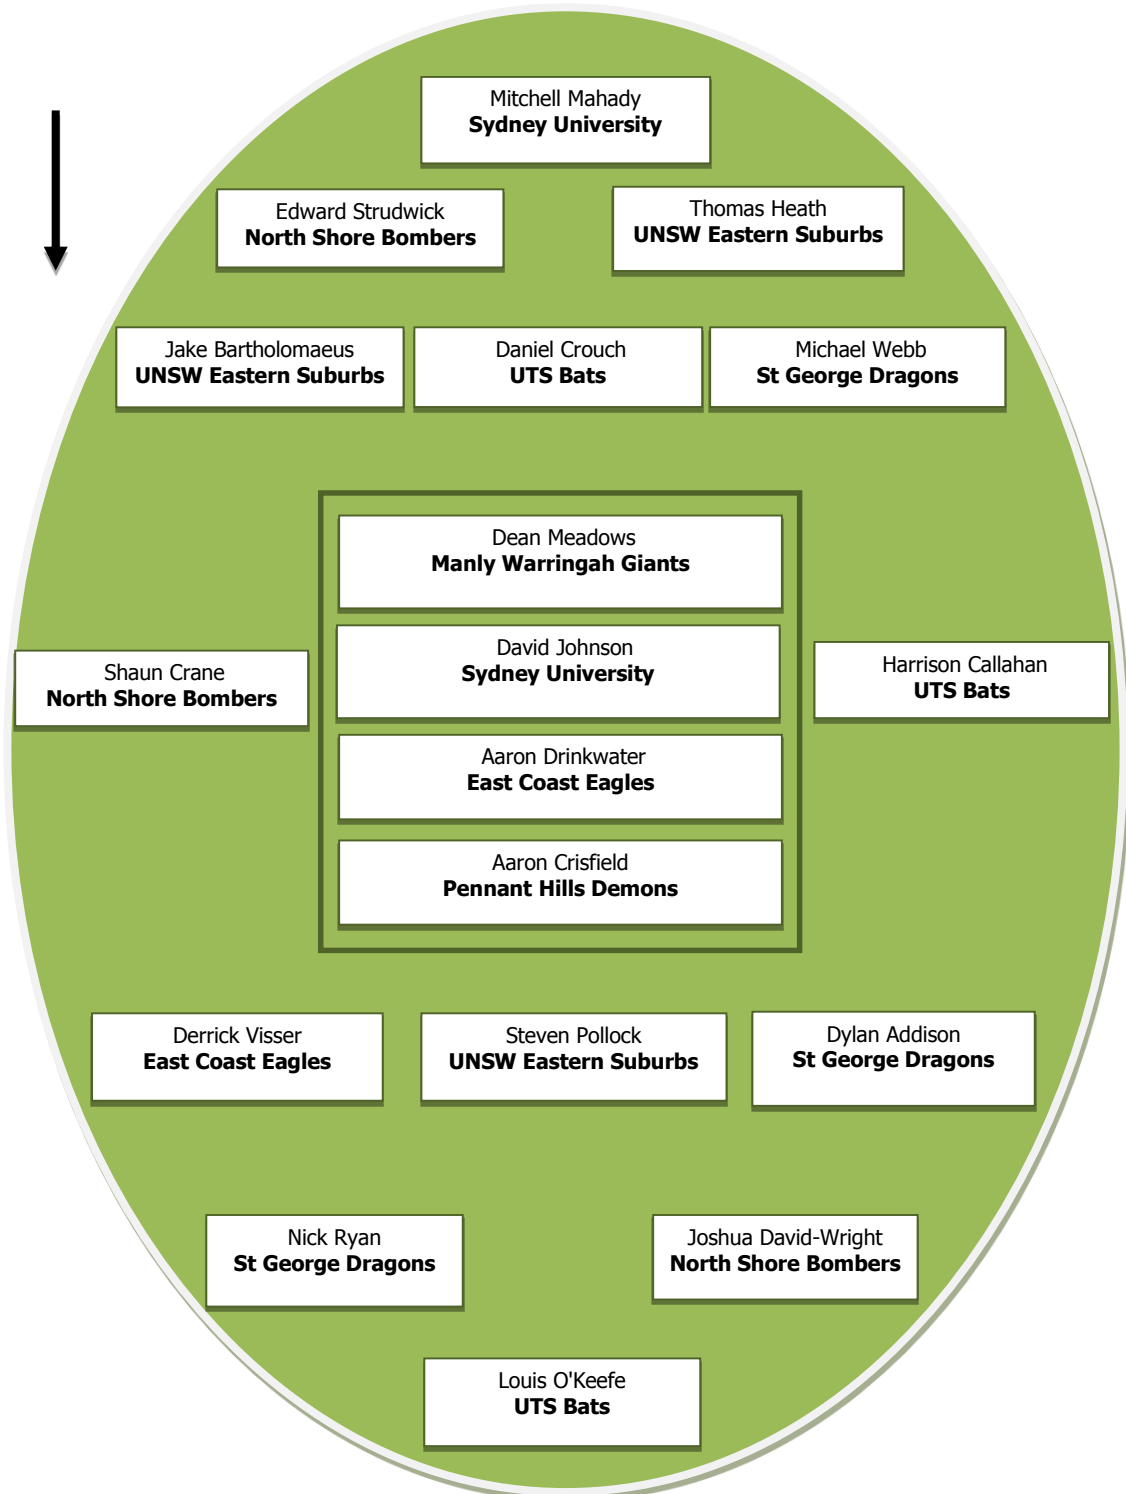 Mitchell Mahady
Sydney University
Edward Strudwick
North Shore Bombers
Thomas Heath
UNSW Eastern Suburbs
Jake Bartholomaeus
UNSW Eastern Suburbs
Daniel Crouch
UTS Bats
Michael Webb
St George Dragons
Dean Meadows
Manly Warringah Giants
Shaun Crane
North Shore Bombers
David Johnson
Sydney University
Harrison Callahan
UTS Bats
Aaron Drinkwater
East Coast Eagles
Aaron Crisfield
Pennant Hills Demons
Derrick Visser
East Coast Eagles
Steven Pollock
UNSW Eastern Suburbs
Dylan Addison
St George Dragons
Nick Ryan
St George Dragons
Joshua David-Wright
North Shore Bombers
Louis O'Keefe
UTS Bats